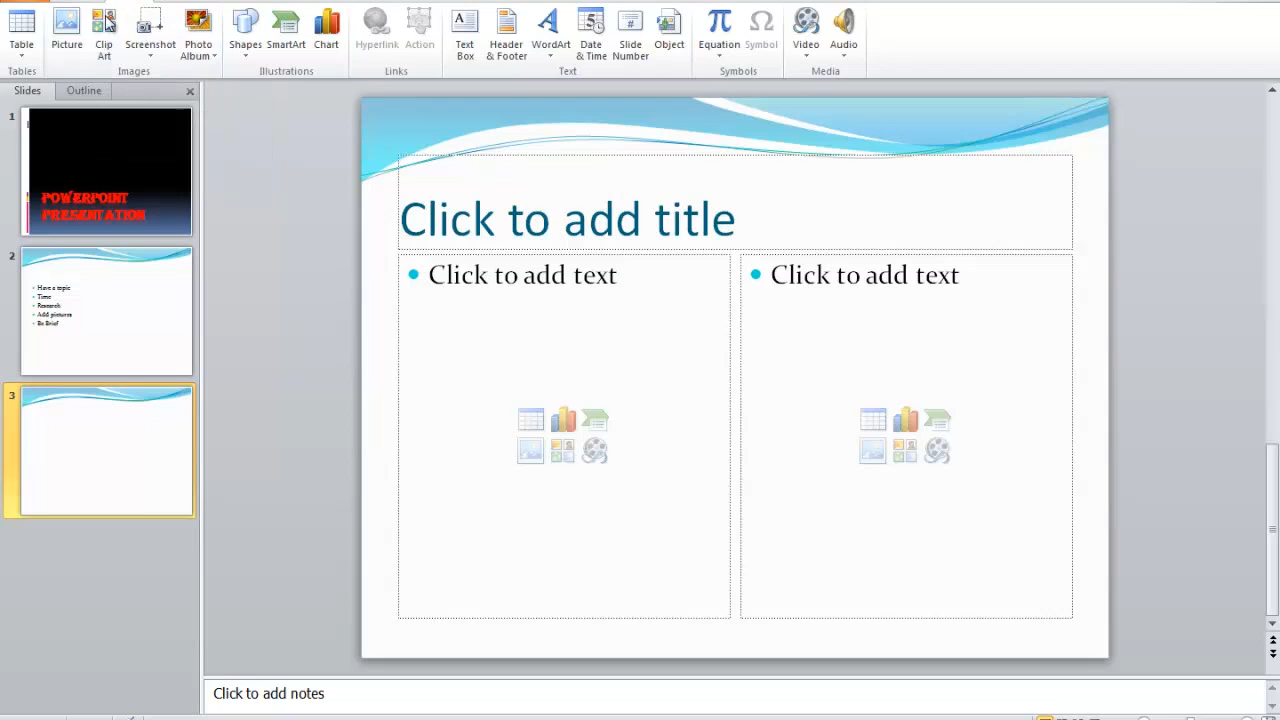 Table
Picture
Clip
Art
Screenshot
Photo
Album
Shapes
SmartArt
Chart
Hyperlink
Action
Text
Box
Header
& Footer
WordArt
Date
& Time
Slide
Number
Object
Equation
Symbol
Video
Audio
Tables
Images
Illustrations
Links
Text
Symbols
Media
Slides
Outline
1
POWERPOINT
PRESENTATION
2
Have a topic
Time
Research
Add pictures
Be Brief
3
Click to add title
Click to add text
Click to add text
Click to add notes